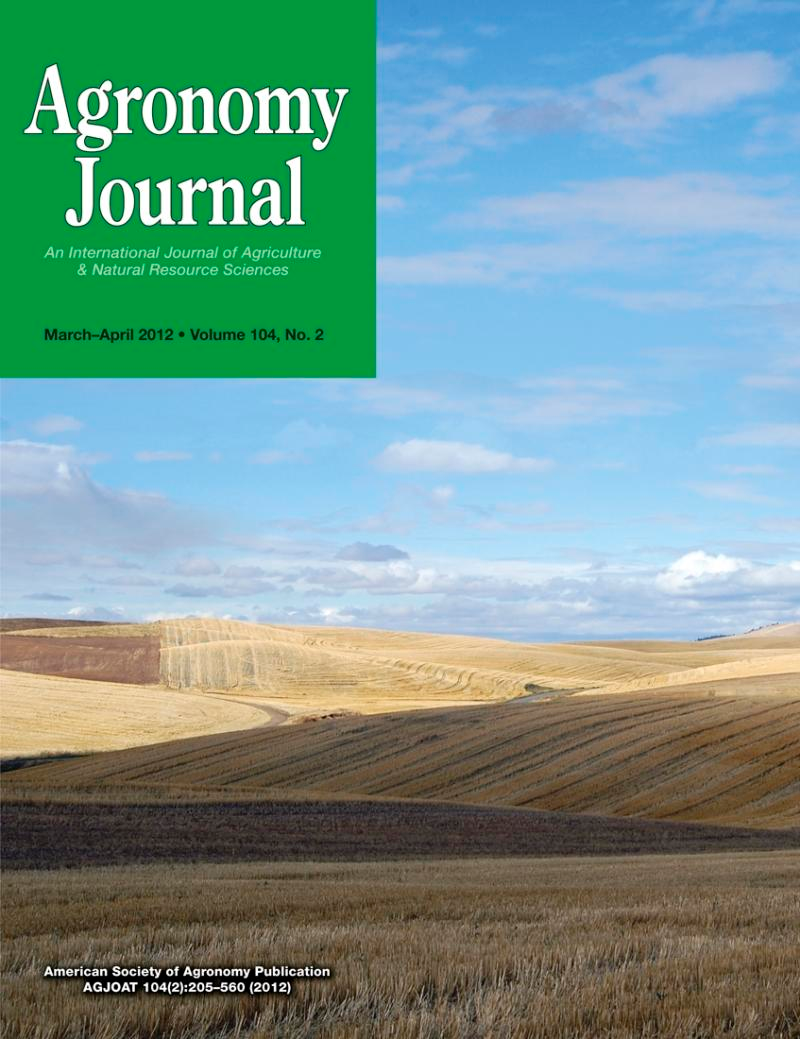 Agronomy
Journal
An International Journal of Agriculture
& Natural Resource Sciences
March–April 2012 • Volume 104, No. 2
American Society of Agronomy Publication
AGJOAT 104(2):205–560 (2012)